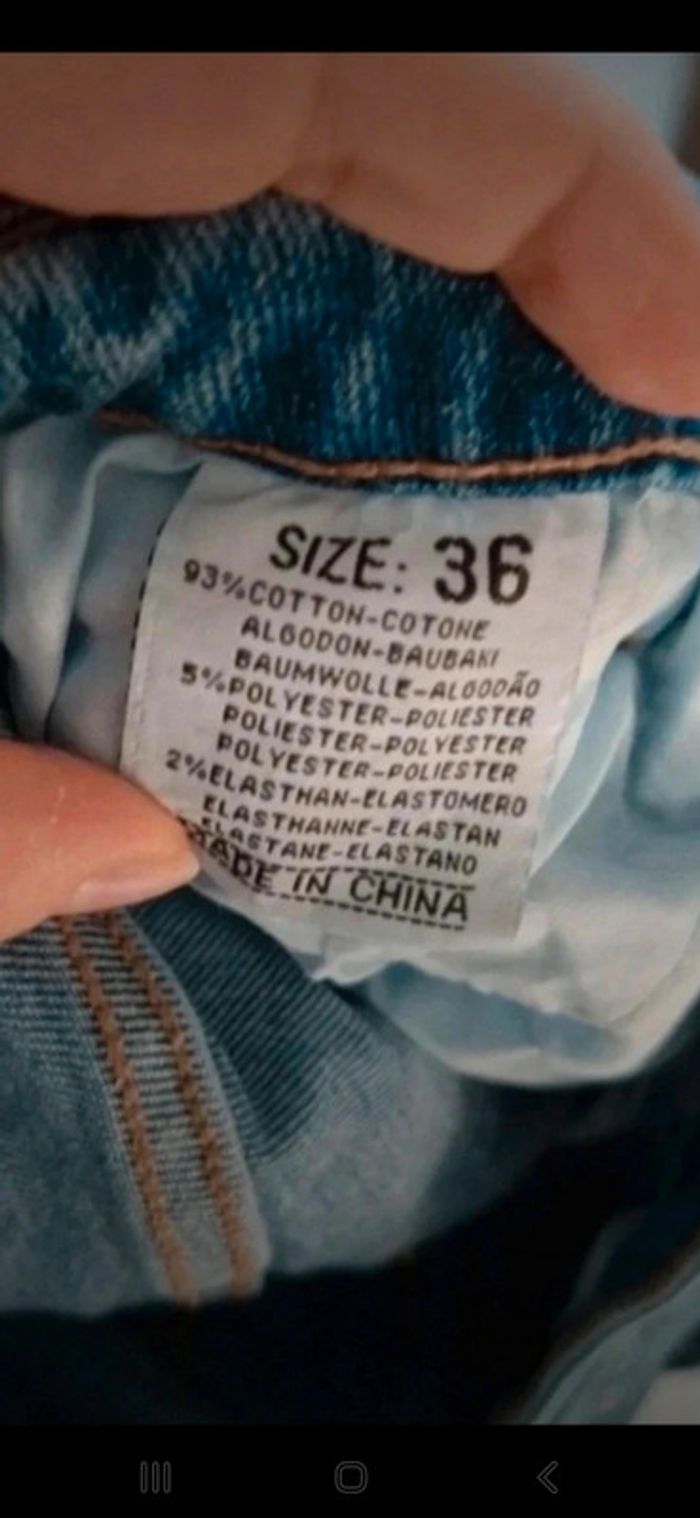 SIZE: 36
93%COTTON-COTONE
ALGODON-BAUBAKI
BAUMWOLLE-ALGODÃO
5%POLYESTER-POLIESTER
POLIESTER-POLYESTER
POLYESTER-POLIESTER
2%ELASTHAN-ELASTOMERO
ELASTHANNE-ELASTAN
ELASTANE-ELASTANO
MADE IN CHINA